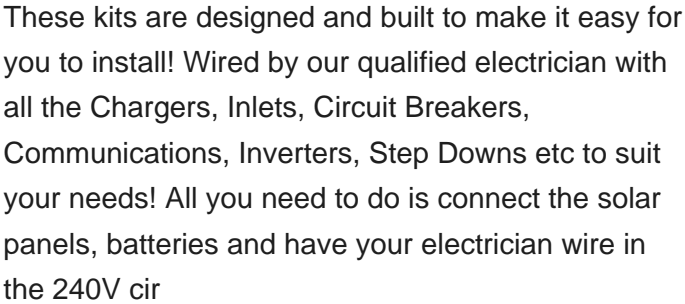 These kits are designed and built to make it easy for
you to install! Wired by our qualified electrician with
all the Chargers, Inlets, Circuit Breakers,
Communications, Inverters, Step Downs etc to suit
your needs! All you need to do is connect the solar
panels, batteries and have your electrician wire in
the 240V cir